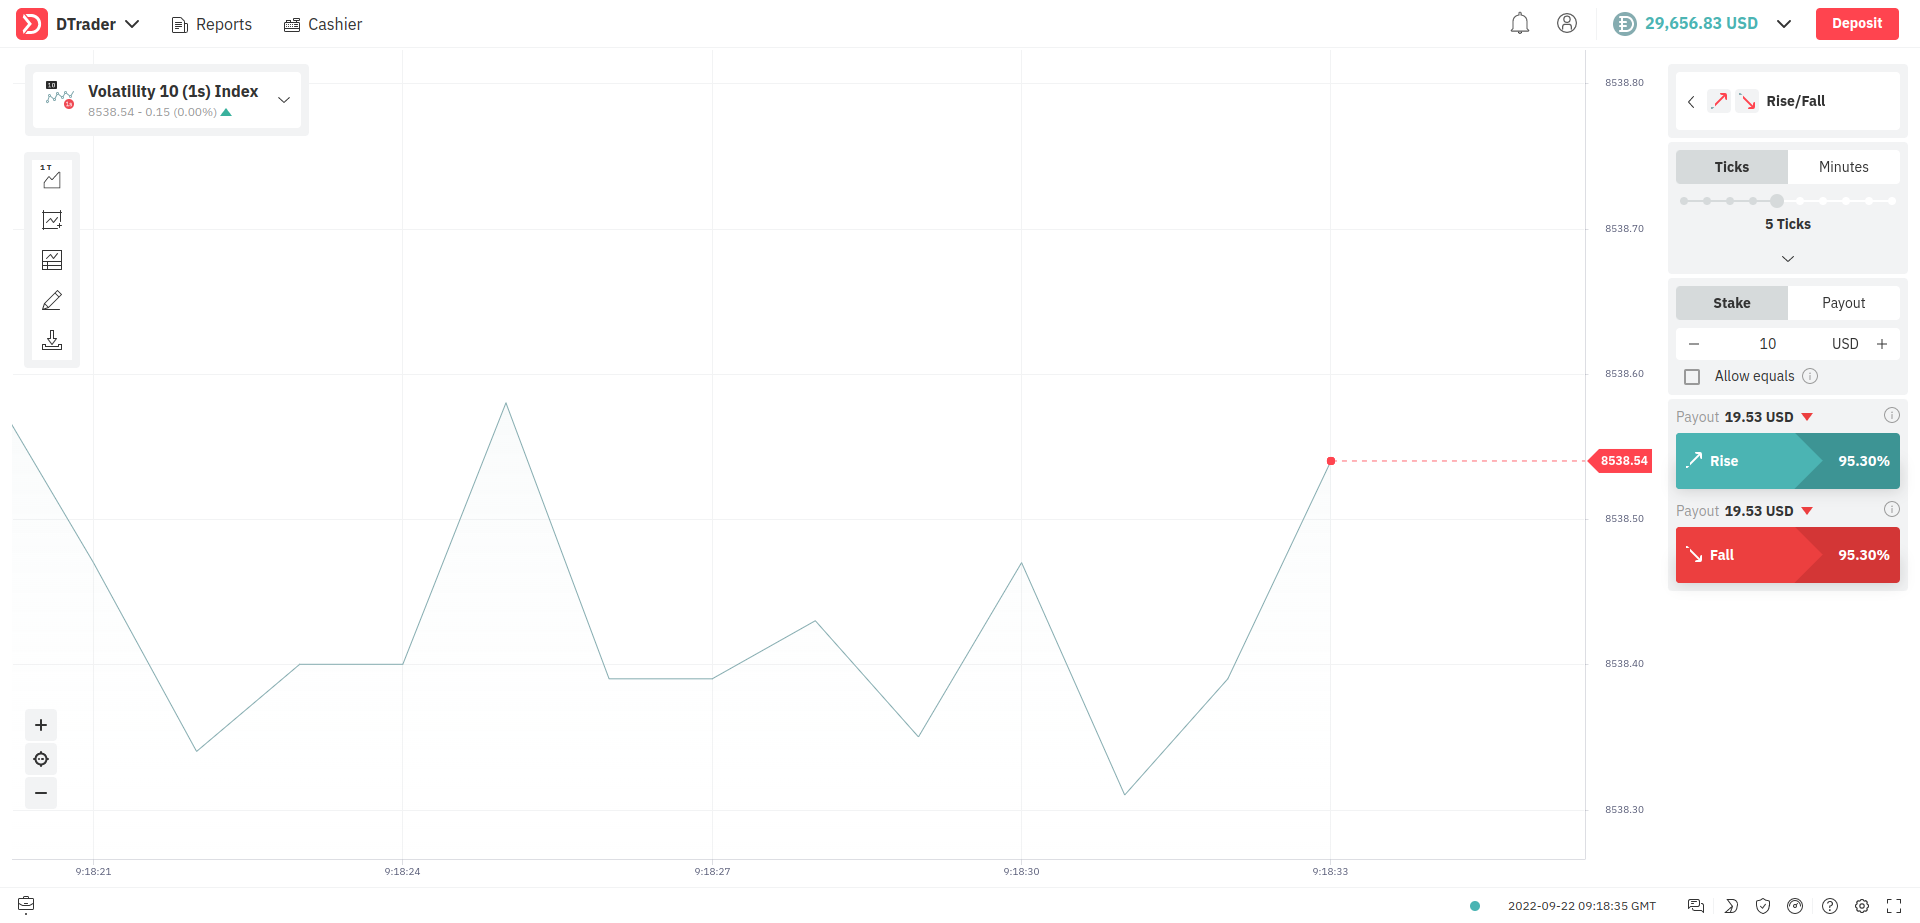 DTrader
Reports
Cashier
29,656.83 USD
Deposit
10
1s
Volatility 10 (1s) Index
8538.54 - 0.15 (0.00%)
1T
8538.80
8538.70
8538.60
8538.54
8538.50
8538.40
8538.30
9:18:21
9:18:24
9:18:27
9:18:30
9:18:33
Rise/Fall
Ticks
Minutes
5 Ticks
Stake
Payout
10
USD
Allow equals
Payout 19.53 USD
Rise
95.30%
Payout 19.53 USD
Fall
95.30%
2022-09-22 09:18:35 GMT